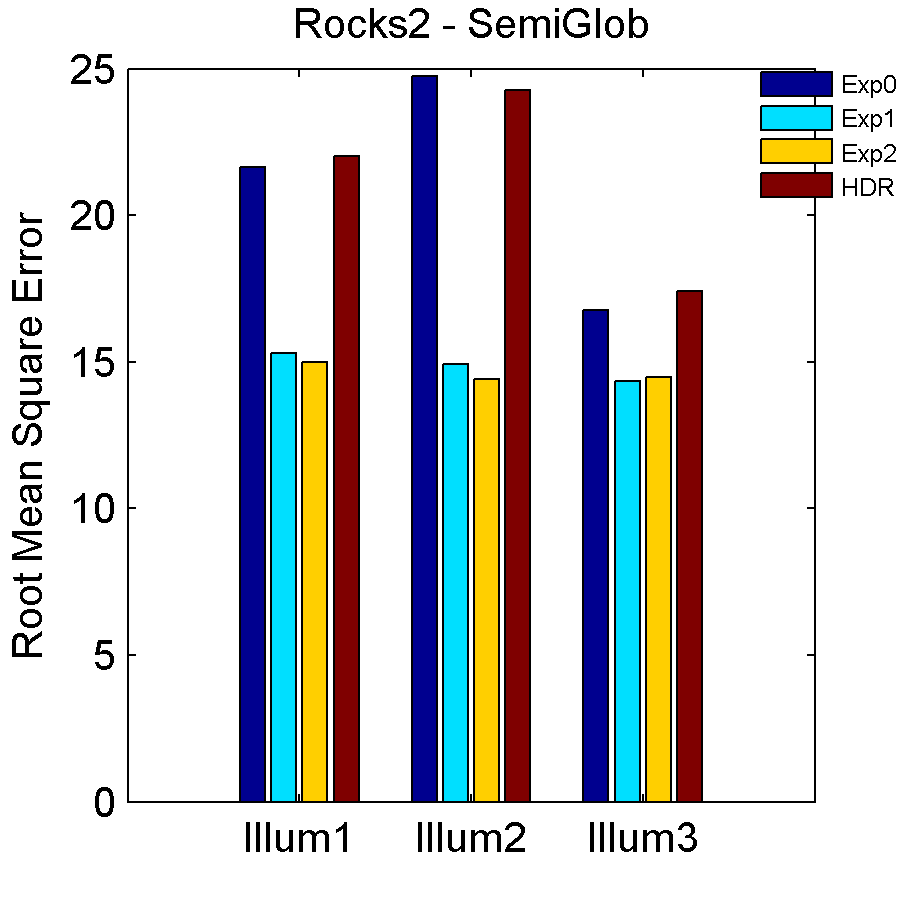 Rocks2 - SemiGlob
Root Mean Square Error
25
20
15
10
5
0
Illum1
Illum2
Illum3
Exp0
Exp1
Exp2
HDR